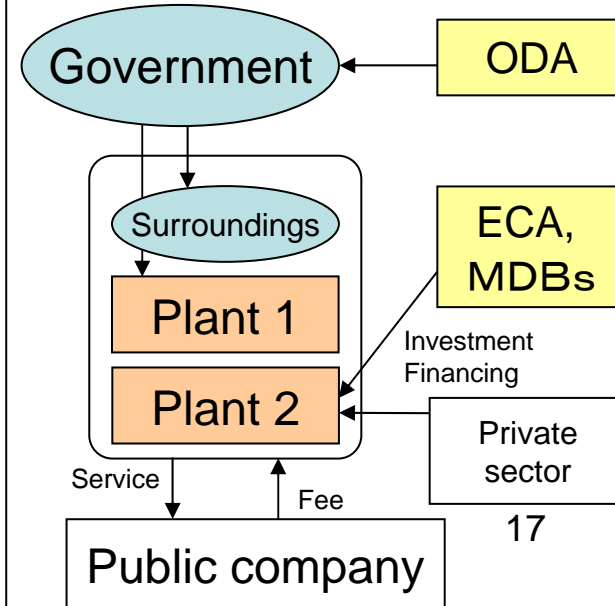 Government
ODA
Surroundings
ECA,
MDBs
Plant 1
Investment
Financing
Plant 2
Private
sector
Service
Fee
17
Public company